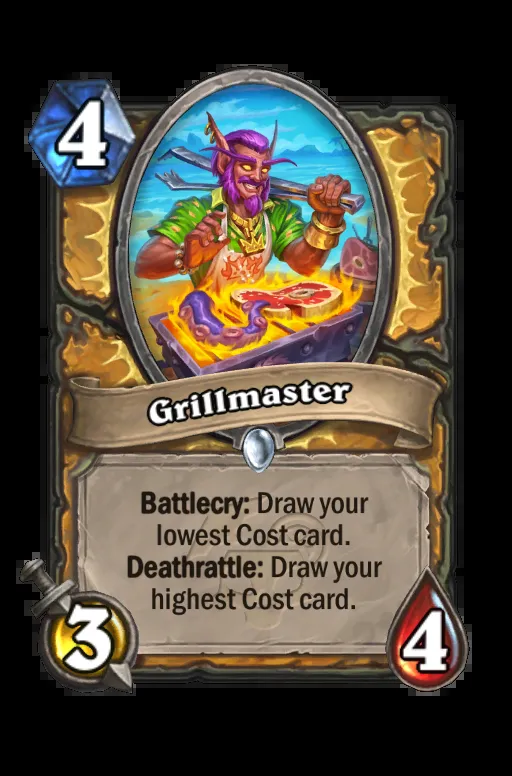 4
Grillmaster
Battlecry: Draw your
lowest Cost card.
Deathrattle: Draw your
highest Cost card.
3
4